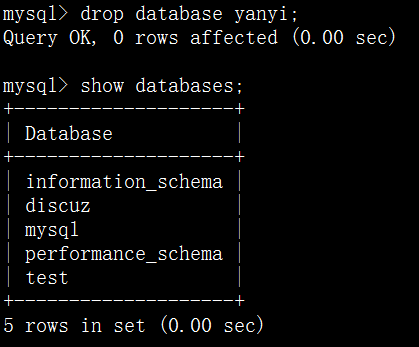 mysql> drop database yanyi;
Query OK, 0 rows affected (0.00 sec)
mysql> show databases;
+--------------------+
| Database           |
+--------------------+
| information_schema |
| discuz             |
| mysql              |
| performance_schema |
| test               |
+--------------------+
5 rows in set (0.00 sec)